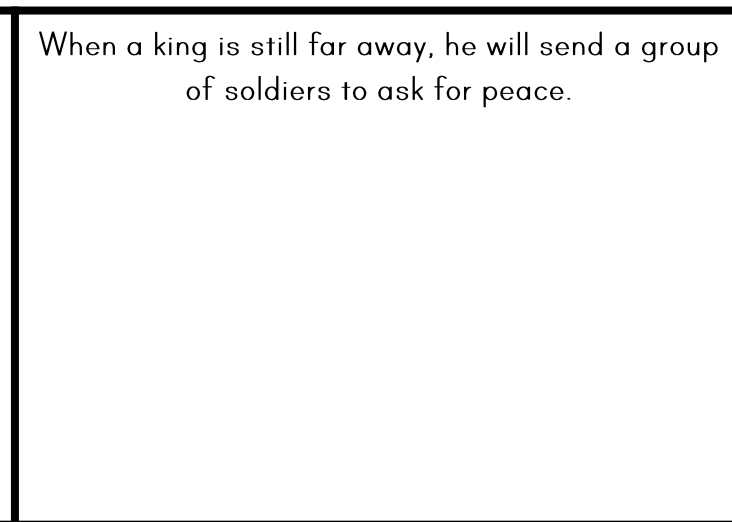 When a king is still far away, he will send a group
of soldiers to ask for peace.